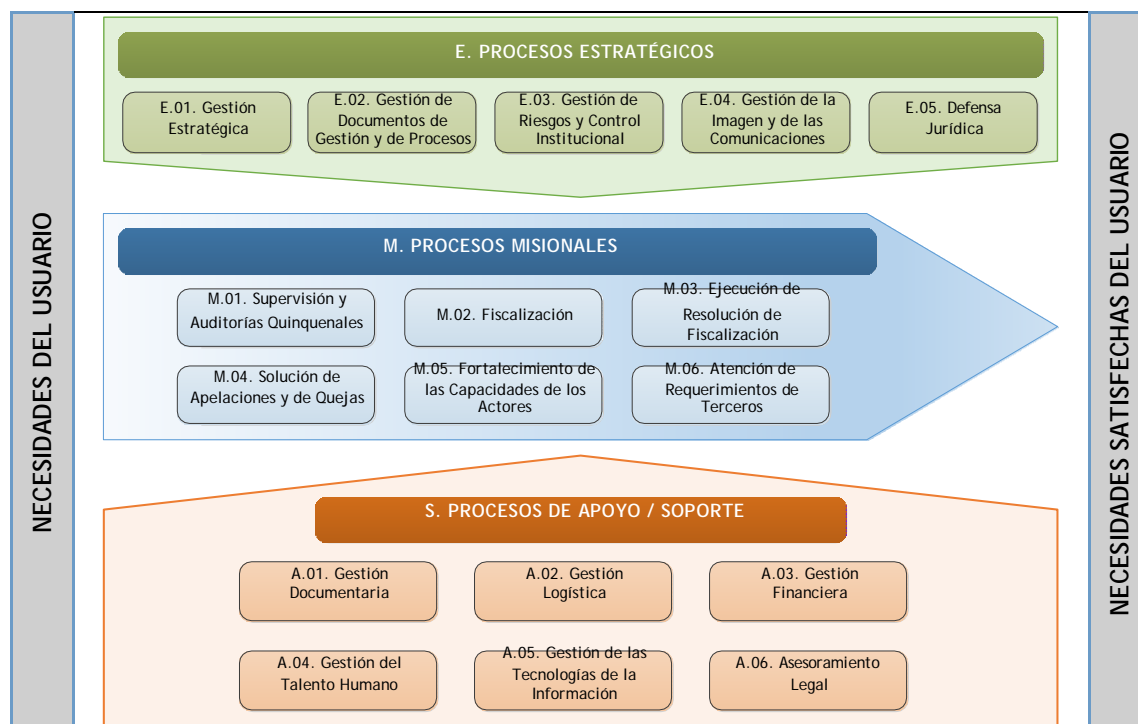 NECESIDADES DEL USUARIO
E. PROCESOS ESTRATÉGICOS
E.01. Gestión
Estratégica
E.02. Gestión de
Documentos de
Gestión y de Procesos
E.03. Gestión de
Riesgos y Control
Institucional
E.04. Gestión de la
Imagen y de las
Comunicaciones
E.05. Defensa
Jurídica
M. PROCESOS MISIONALES
M.01. Supervisión y
Auditorías Quinquenales
M.02. Fiscalización
M.03. Ejecución de
Resolución de
Fiscalización
M.04. Solución de
Apelaciones y de Quejas
M.05. Fortalecimiento de
las Capacidades de los
Actores
M.06. Atención de
Requerimientos de
Terceros
S. PROCESOS DE APOYO / SOPORTE
A.01. Gestión
Documentaria
A.02. Gestión
Logística
A.03. Gestión
Financiera
A.04. Gestión del
Talento Humano
A.05. Gestión de las
Tecnologías de la
Información
A.06. Asesoramiento
Legal
NECESIDADES SATISFECHAS DEL USUARIO